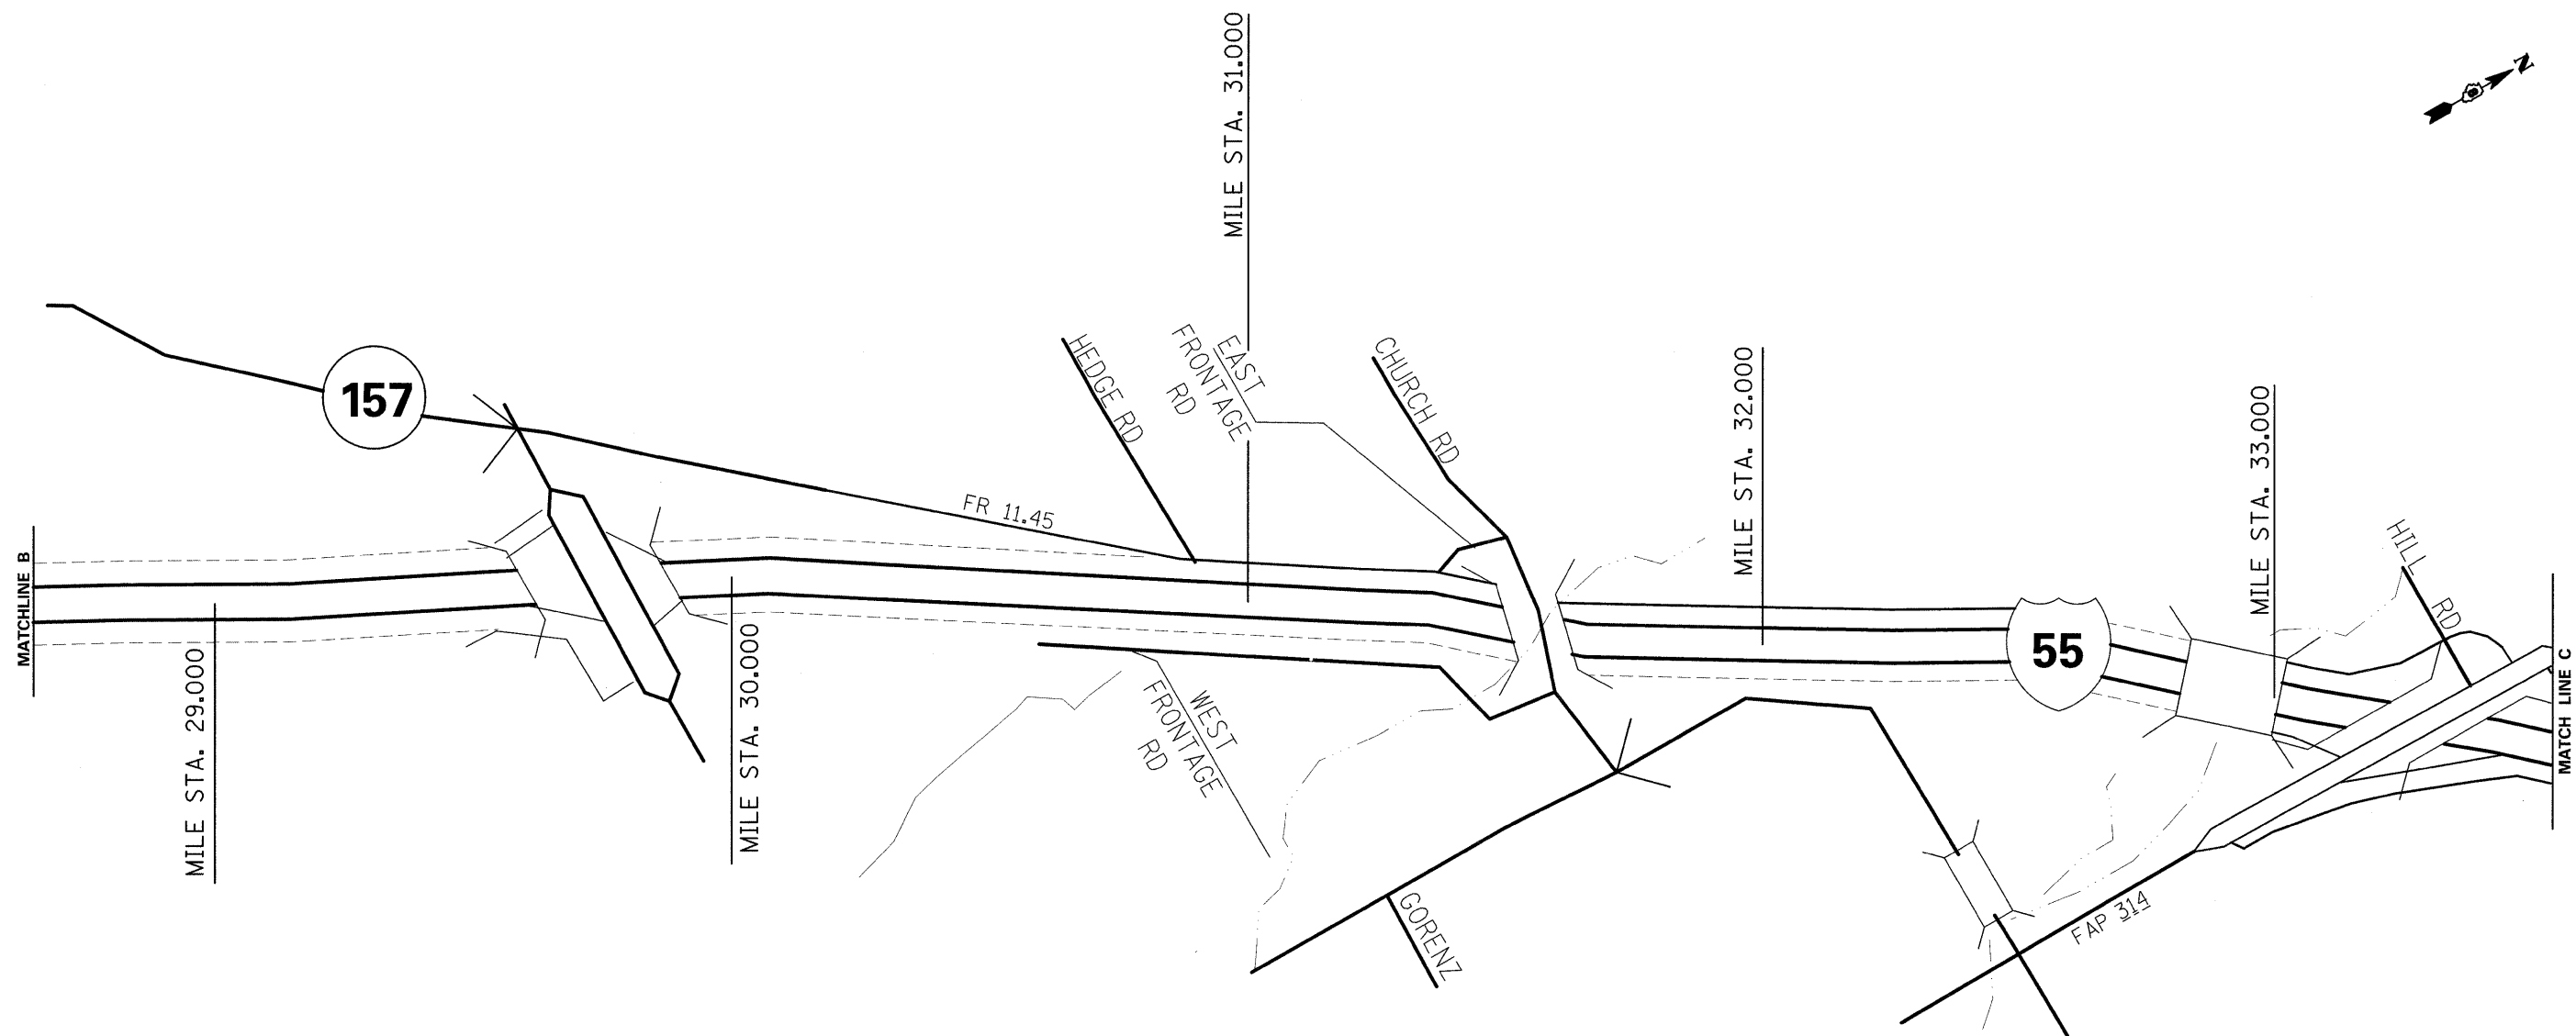 N
MILE STA. 31.000
157
HEDGE RD
EAST
FRONTAGE
RD
CHURCH RD
MILE STA. 32.000
MILE STA. 33.000
FR 11.45
HILL
RD
MATCHLINE B
55
MATCH LINE C
MILE STA. 29.000
MILE STA. 30.000
WEST
FRONTAGE
RD
GORENZ
FAP 314